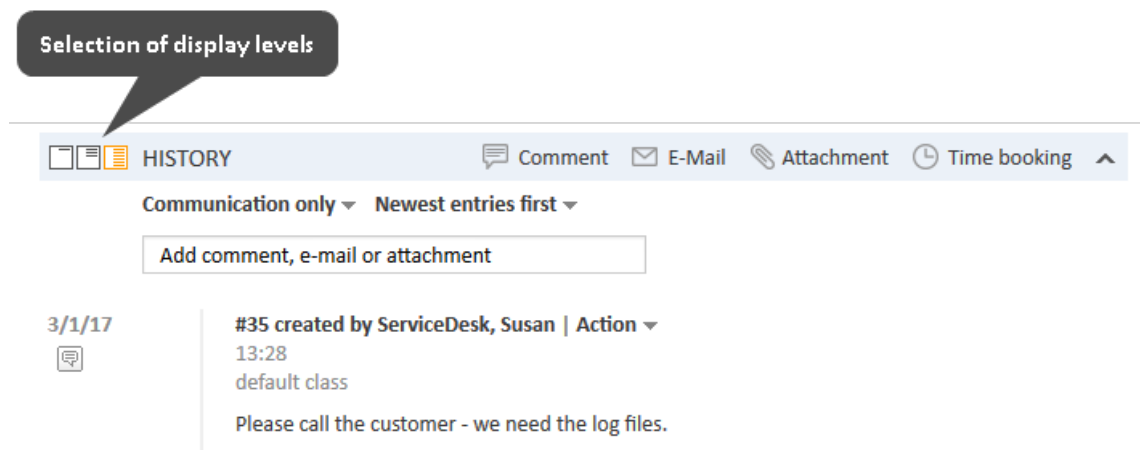 Selection of display levels
HISTORY Comment E-Mail Attachment Time booking
Communication only Newest entries first
Add comment, e-mail or attachment
3/1/17 #35 created by ServiceDesk, Susan | Action
13:28
default class
Please call the customer - we need the log files.